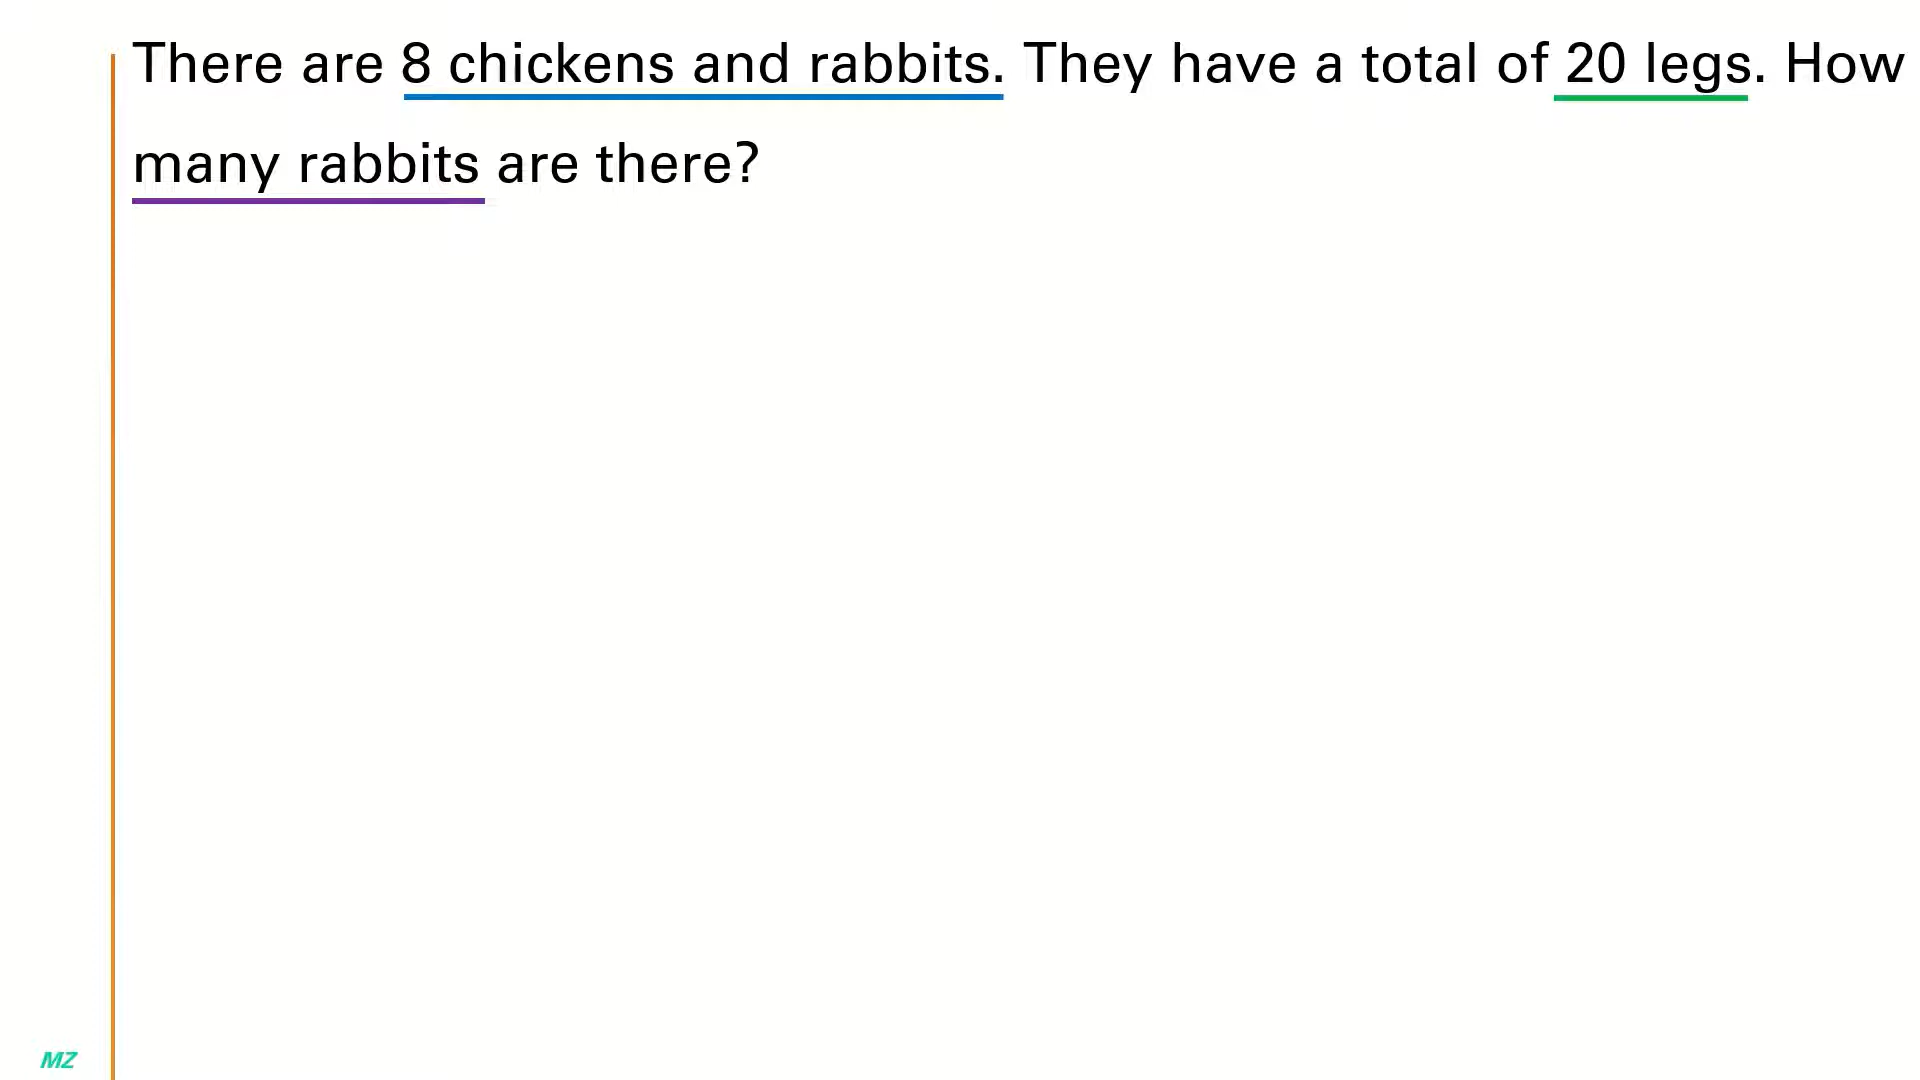 There are 8 chickens and rabbits. They have a total of 20 legs. How
many rabbits are there?
MZ